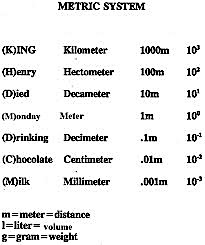 METRIC SYSTEM
(K)ING Kilometer 1000m 10³
(H)enry Hectometer 100m 10²
(D)ied Decameter 10m 10¹
(M)onday Meter 1m 10⁰
(D)rinking Decimeter .1m 10⁻¹
(C)hocolate Centimeter .01m 10⁻²
(M)ilk Millimeter .001m 10⁻³
m=meter=distance
l=liter= volume
g=gram=weight